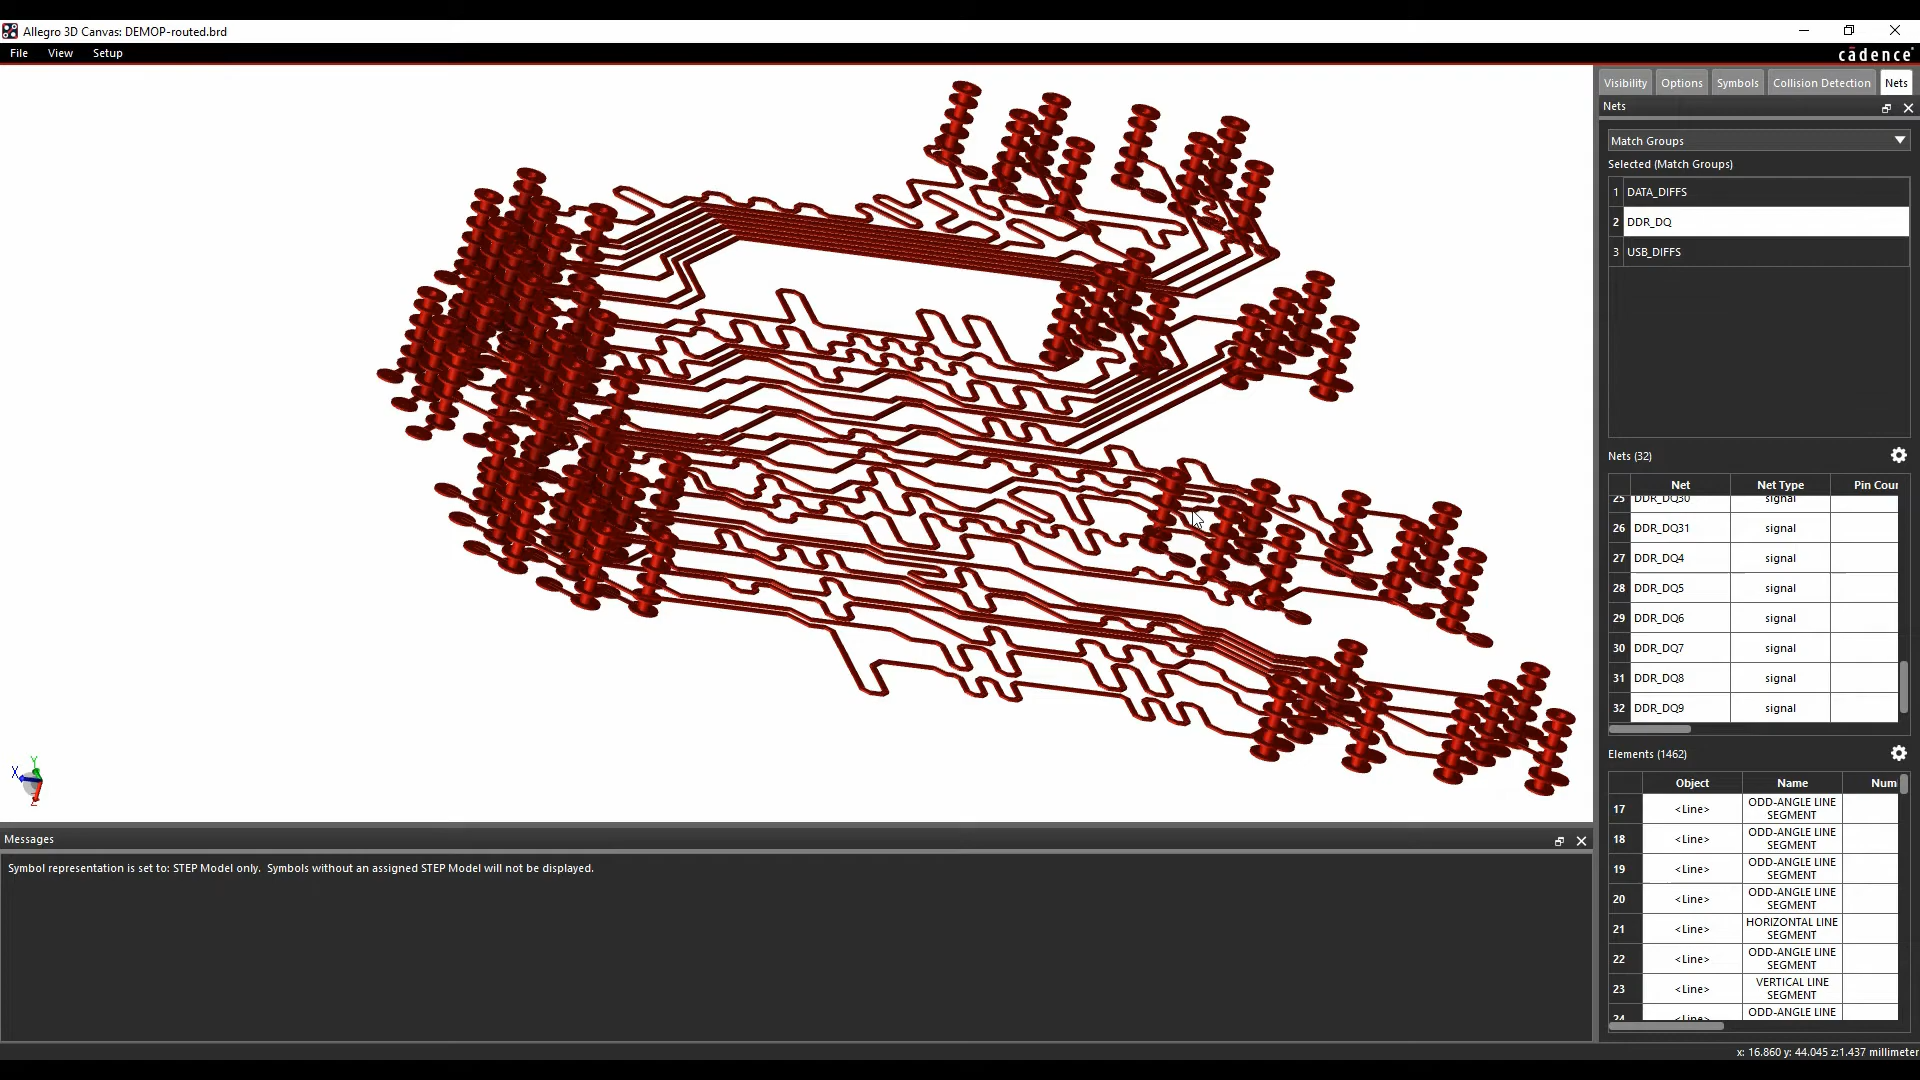 Allegro 3D Canvas: DEMOP-routed.brd
File View Setup
cādence
Visibility Options Symbols Collision Detection Nets
Nets
Match Groups
Selected (Match Groups)
1 DATA_DIFFS
2 DDR_DQ
3 USB_DIFFS
Nets (32)
Net Net Type Pin Cour
25 DDR_DQ30 signal
26 DDR_DQ31 signal
27 DDR_DQ4 signal
28 DDR_DQ5 signal
29 DDR_DQ6 signal
30 DDR_DQ7 signal
31 DDR_DQ8 signal
32 DDR_DQ9 signal
Elements (1462)
Object Name Num
17 <Line> ODD-ANGLE LINE
SEGMENT
18 <Line> ODD-ANGLE LINE
SEGMENT
19 <Line> ODD-ANGLE LINE
SEGMENT
20 <Line> ODD-ANGLE LINE
SEGMENT
21 <Line> HORIZONTAL LINE
SEGMENT
22 <Line> ODD-ANGLE LINE
SEGMENT
23 <Line> VERTICAL LINE
SEGMENT
24 <Line> ODD-ANGLE LINE
X Y Z
Messages
Symbol representation is set to: STEP Model only. Symbols without an assigned STEP Model will not be displayed.
x: 16.860 y: 44.045 z:1.437 millimeter